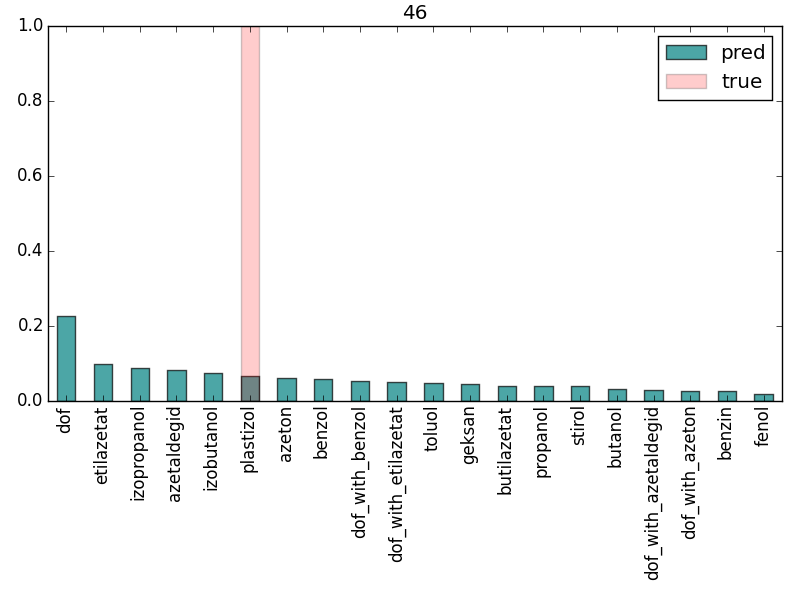 46
pred
true
1.0
0.8
0.6
0.4
0.2
0.0
dof
etilazetat
izopropanol
azetaldegid
izobutanol
plastizol
azeton
benzol
dof_with_benzol
dof_with_etilazetat
toluol
geksan
butilazetat
propanol
stirol
butanol
dof_with_azetaldegid
dof_with_azeton
benzin
fenol